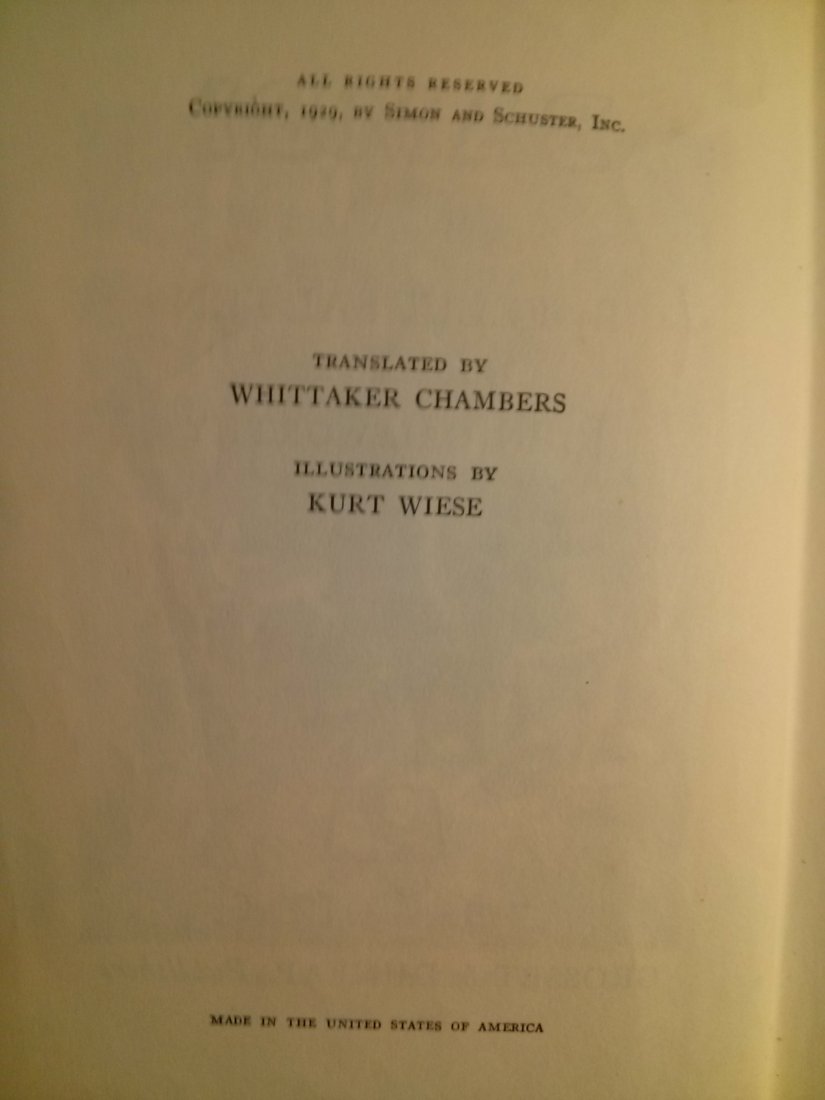 ALL RIGHTS RESERVED
COPYRIGHT, 1929, BY SIMON AND SCHUSTER, INC.
TRANSLATED BY
WHITTAKER CHAMBERS
ILLUSTRATIONS BY
KURT WIESE
MADE IN THE UNITED STATES OF AMERICA